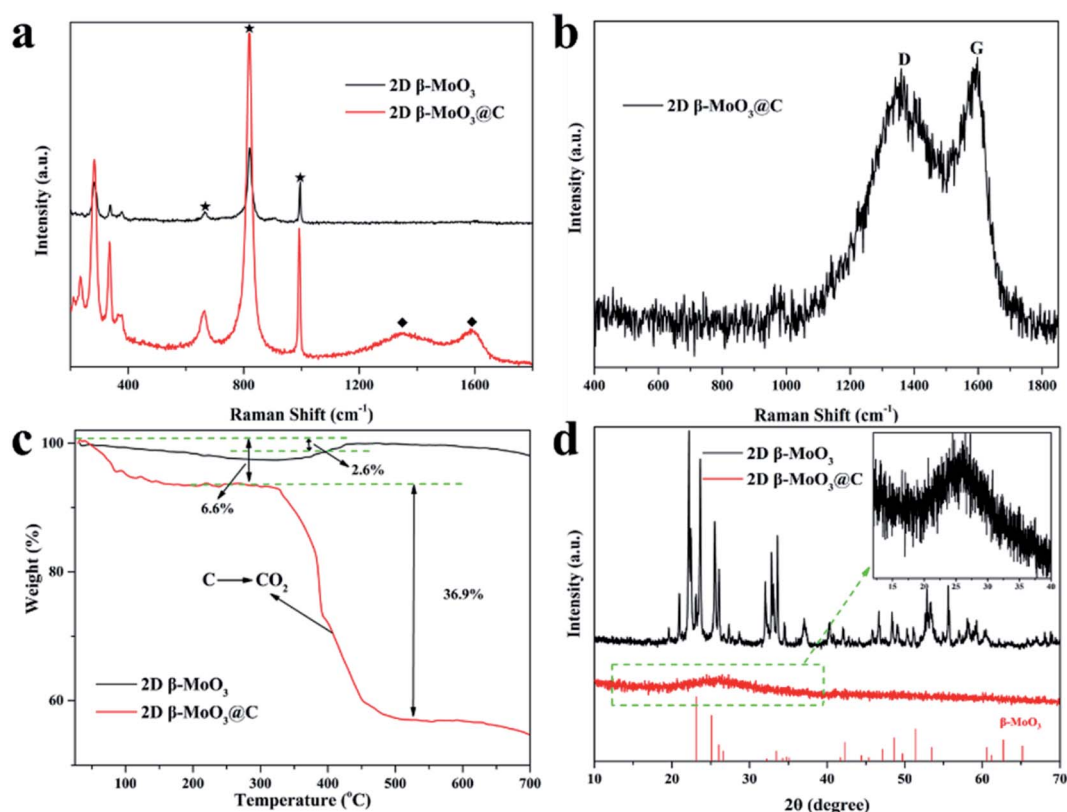 a
2D β-MoO₃
2D β-MoO₃@C
Intensity (a.u.)
400 800 1200 1600
Raman Shift (cm⁻¹)
b
D G
2D β-MoO₃@C
Intensity (a.u.)
400 600 800 1000 1200 1400 1600 1800
Raman Shift (cm⁻¹)
c
100
80
60
Weight (%)
2.6%
6.6%
C CO₂
36.9%
2D β-MoO₃
2D β-MoO₃@C
100 200 300 400 500 600 700
Temperature (°C)
d
2D β-MoO₃
2D β-MoO₃@C
15 20 25 30 35 40
Intensity (a.u.)
β-MoO₃
10 20 30 40 50 60 70
2θ (degree)